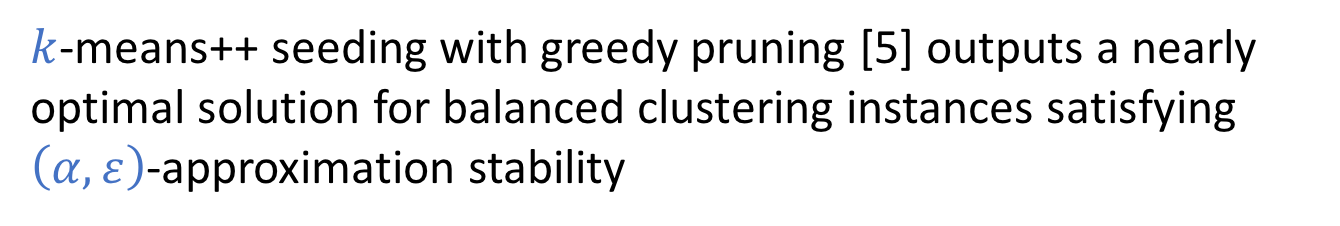 k-means++ seeding with greedy pruning [5] outputs a nearly
optimal solution for balanced clustering instances satisfying
(α, ε)-approximation stability